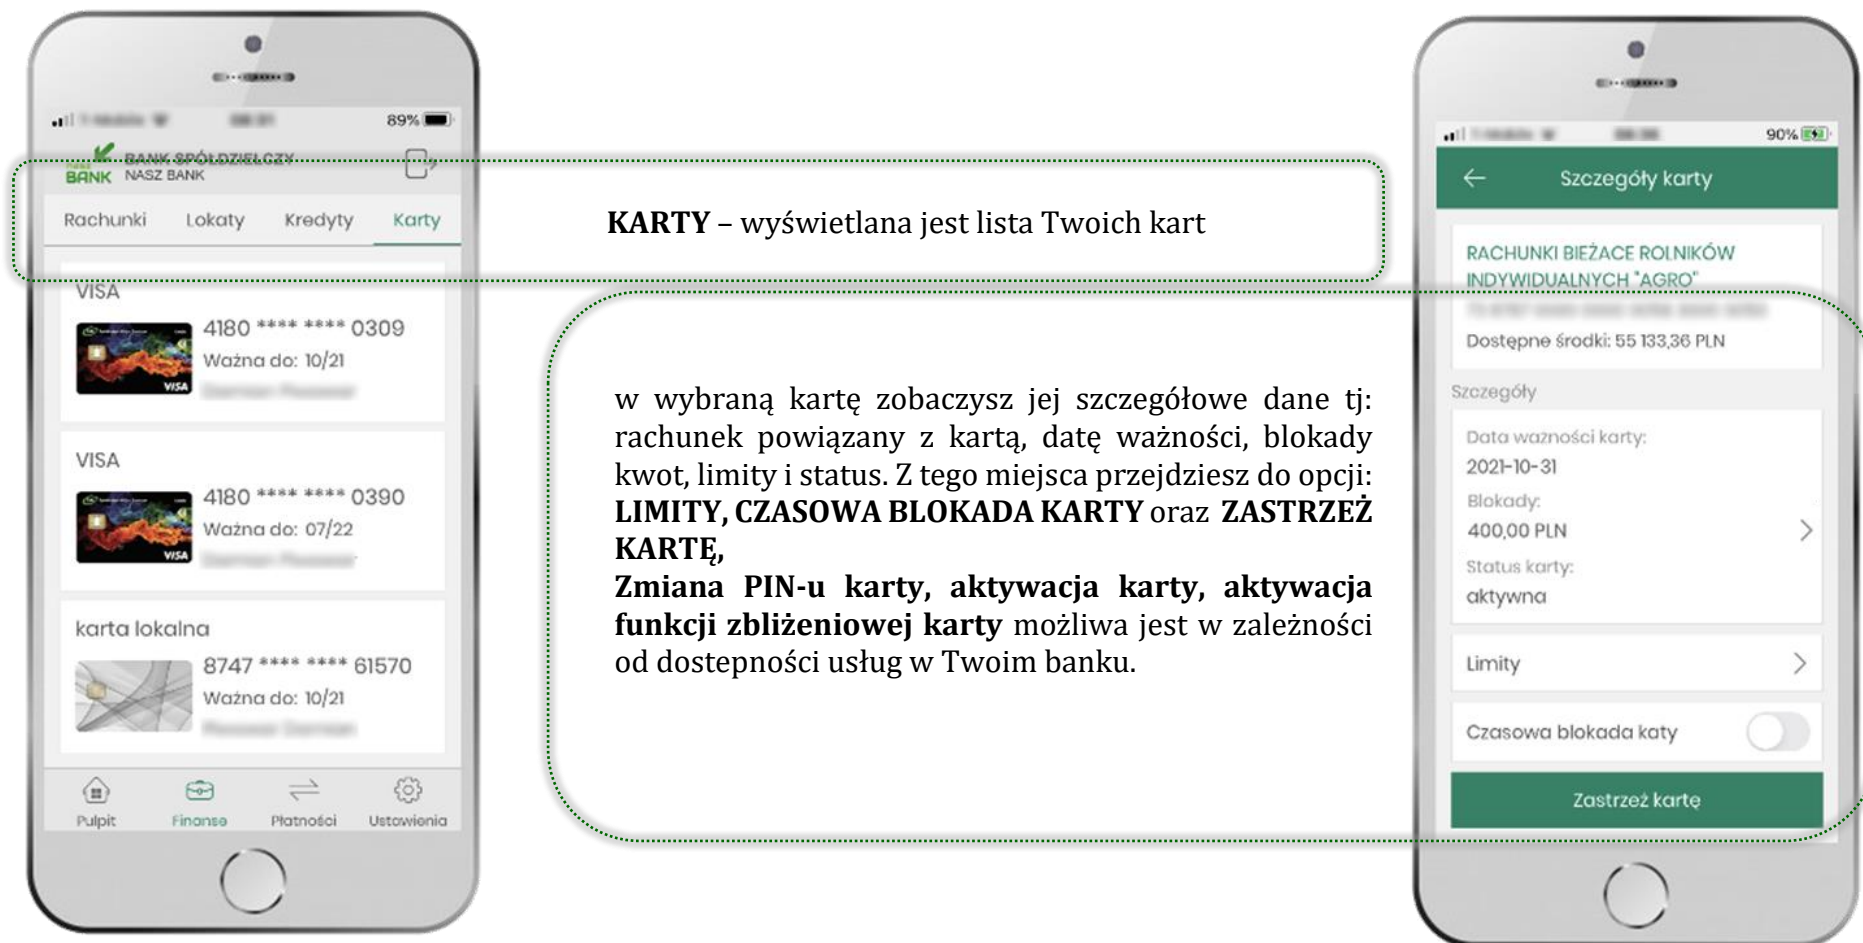 89%
nasz
BANK
BANK SPÓŁDZIELCZY
NASZ BANK
Rachunki Lokaty Kredyty Karty
VISA
4180 **** **** 0309
Ważna do: 10/21
VISA
VISA
4180 **** **** 0390
Ważna do: 07/22
VISA
karta lokalna
8747 **** **** 61570
Ważna do: 10/21
Pulpit Finanse Płatności Ustawienia
KARTY – wyświetlana jest lista Twoich kart
w wybraną kartę zobaczysz jej szczegółowe dane tj:
rachunek powiązany z kartą, datę ważności, blokady
kwot, limity i status. Z tego miejsca przejdziesz do opcji:
LIMITY, CZASOWA BLOKADA KARTY oraz ZASTRZEŻ
KARTĘ,
Zmiana PIN-u karty, aktywacja karty, aktywacja
funkcji zbliżeniowej karty możliwa jest w zależności
od dostepności usług w Twoim banku.
90%
Szczegóły karty
RACHUNKI BIEŻACE ROLNIKÓW
INDYWIDUALNYCH "AGRO"
Dostępne środki: 55 133,36 PLN
Szczegóły
Data ważności karty:
2021-10-31
Blokady:
400,00 PLN
Status karty:
aktywna
Limity
Czasowa blokada katy
Zastrzeż kartę